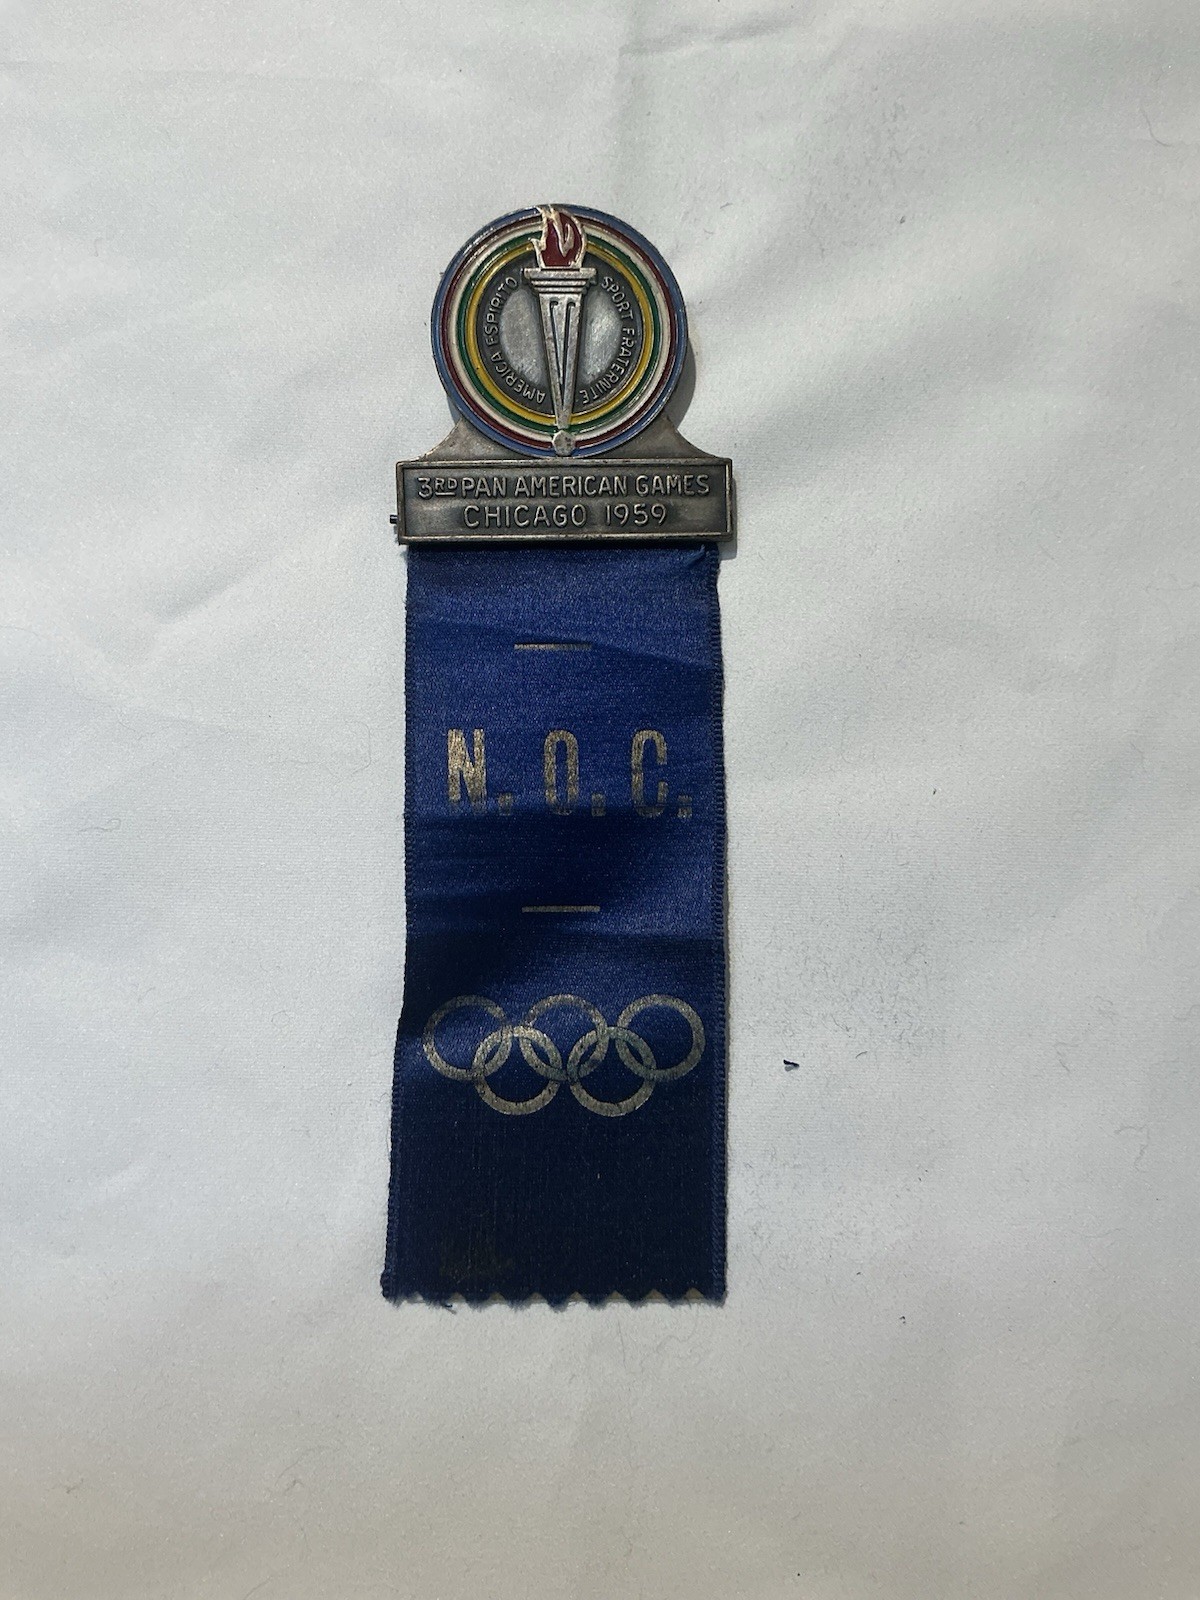 AMERICA ESPIRITO SPORT FRATERNITE
3RD PAN AMERICAN GAMES
CHICAGO 1959
N. O. C.